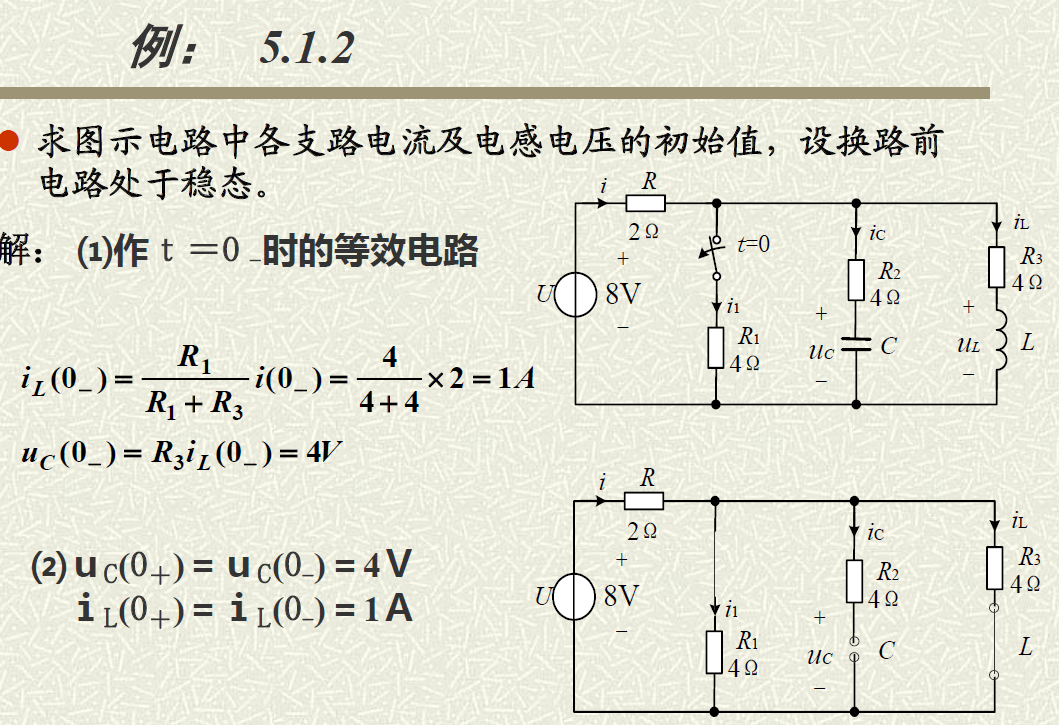 例： 5.1.2
求图示电路中各支路电流及电感电压的初始值，设换路前
电路处于稳态。
解： ⑴作ｔ＝0 −时的等效电路
i_L(0_−) = R_1/(R_1 + R_3) i(0_−) = 4/(4+4) ×2 = 1A
u_C(0_−) = R_3 i_L(0_−) = 4V
⑵ u_C(0_+) = u_C(0_−) = 4 V
i_L(0_+) = i_L(0_−) = 1 A
i R
2Ω
t=0
iC
iL
R2
4Ω
R3
4Ω
U
+
8V
−
i1
R1
4Ω
+
uC
−
C
+
uL
−
L
i R
2Ω
iC
iL
R2
4Ω
R3
4Ω
U
+
8V
−
i1
R1
4Ω
+
uC
−
C
L